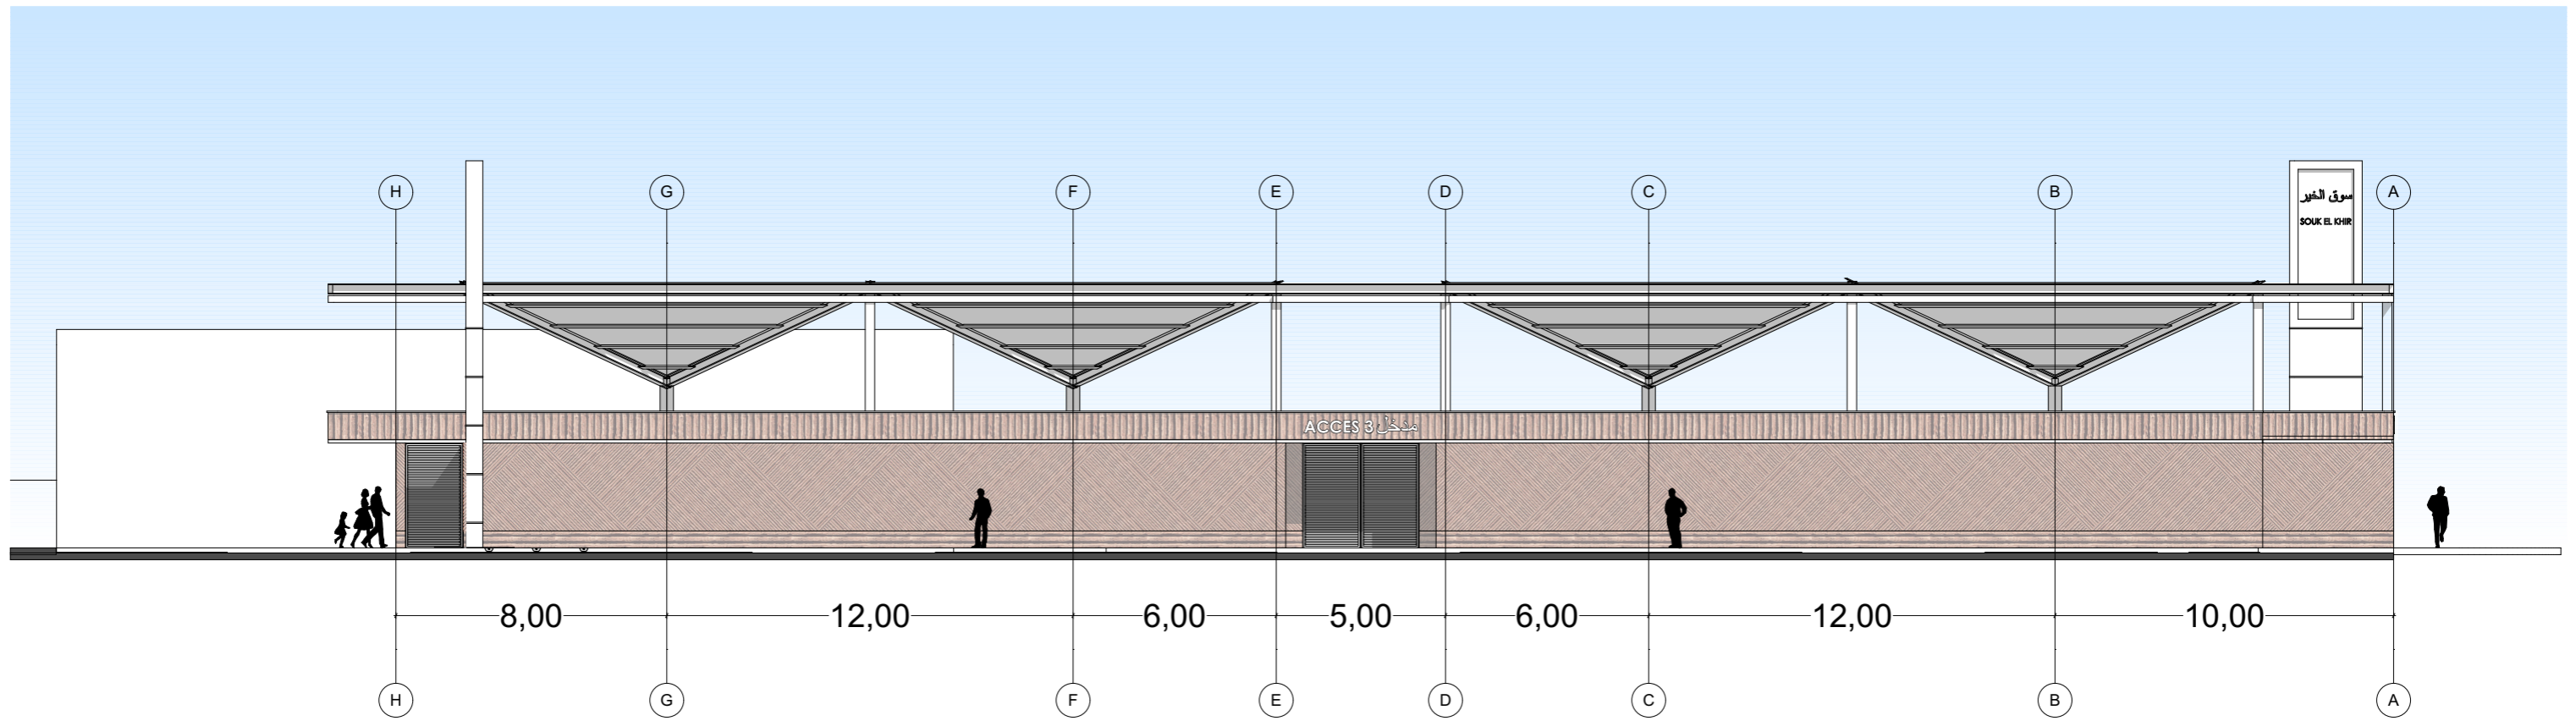 H G F E D C B A
سوق الخير
SOUK EL KHIR
ACCES 3 مدخل
8,00 12,00 6,00 5,00 6,00 12,00 10,00
H G F E D C B A